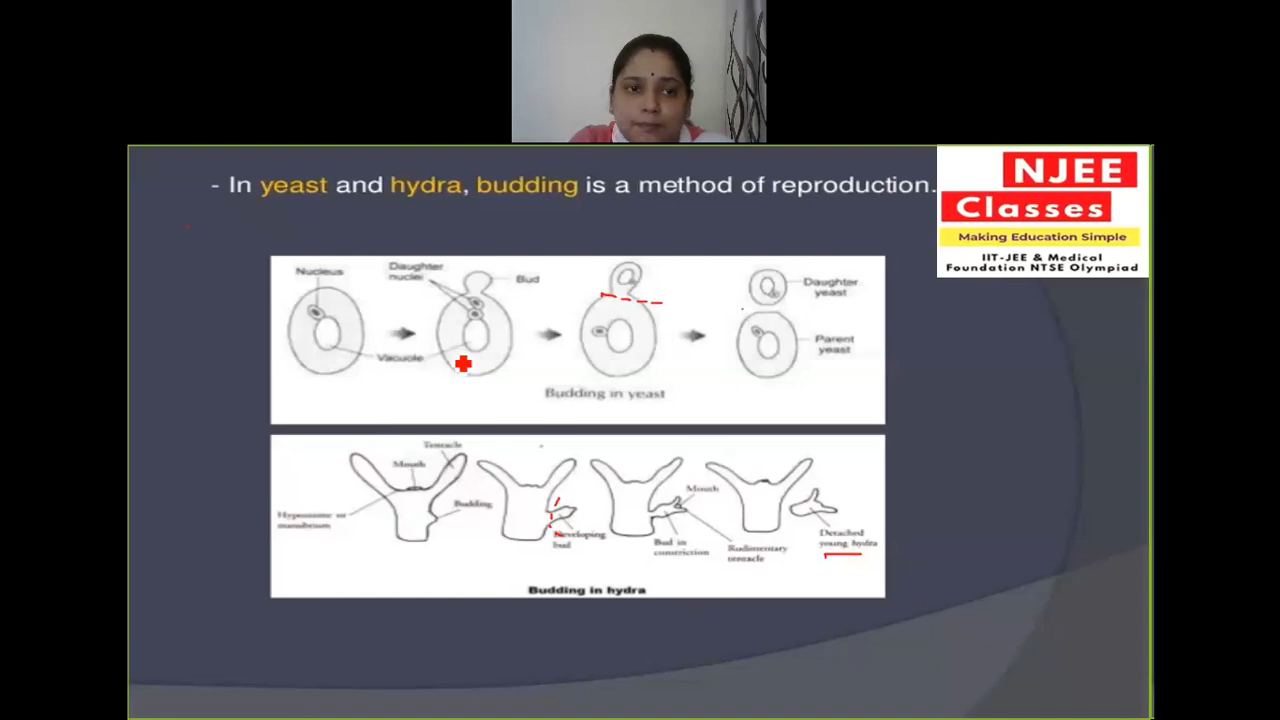 - In yeast and hydra, budding is a method of reproduction.
NJEE
Classes
Making Education Simple
IIT-JEE & Medical
Foundation NTSE Olympiad
Nucleus
Daughter
nuclei
Bud
Vacuole
Daughter
yeast
Parent
yeast
Budding in yeast
Tentacle
Mouth
Budding
Hypostome or
manubrium
Developing
bud
Mouth
Bud in
constriction
Rudimentary
tentacle
Detached
young hydra
Budding in hydra